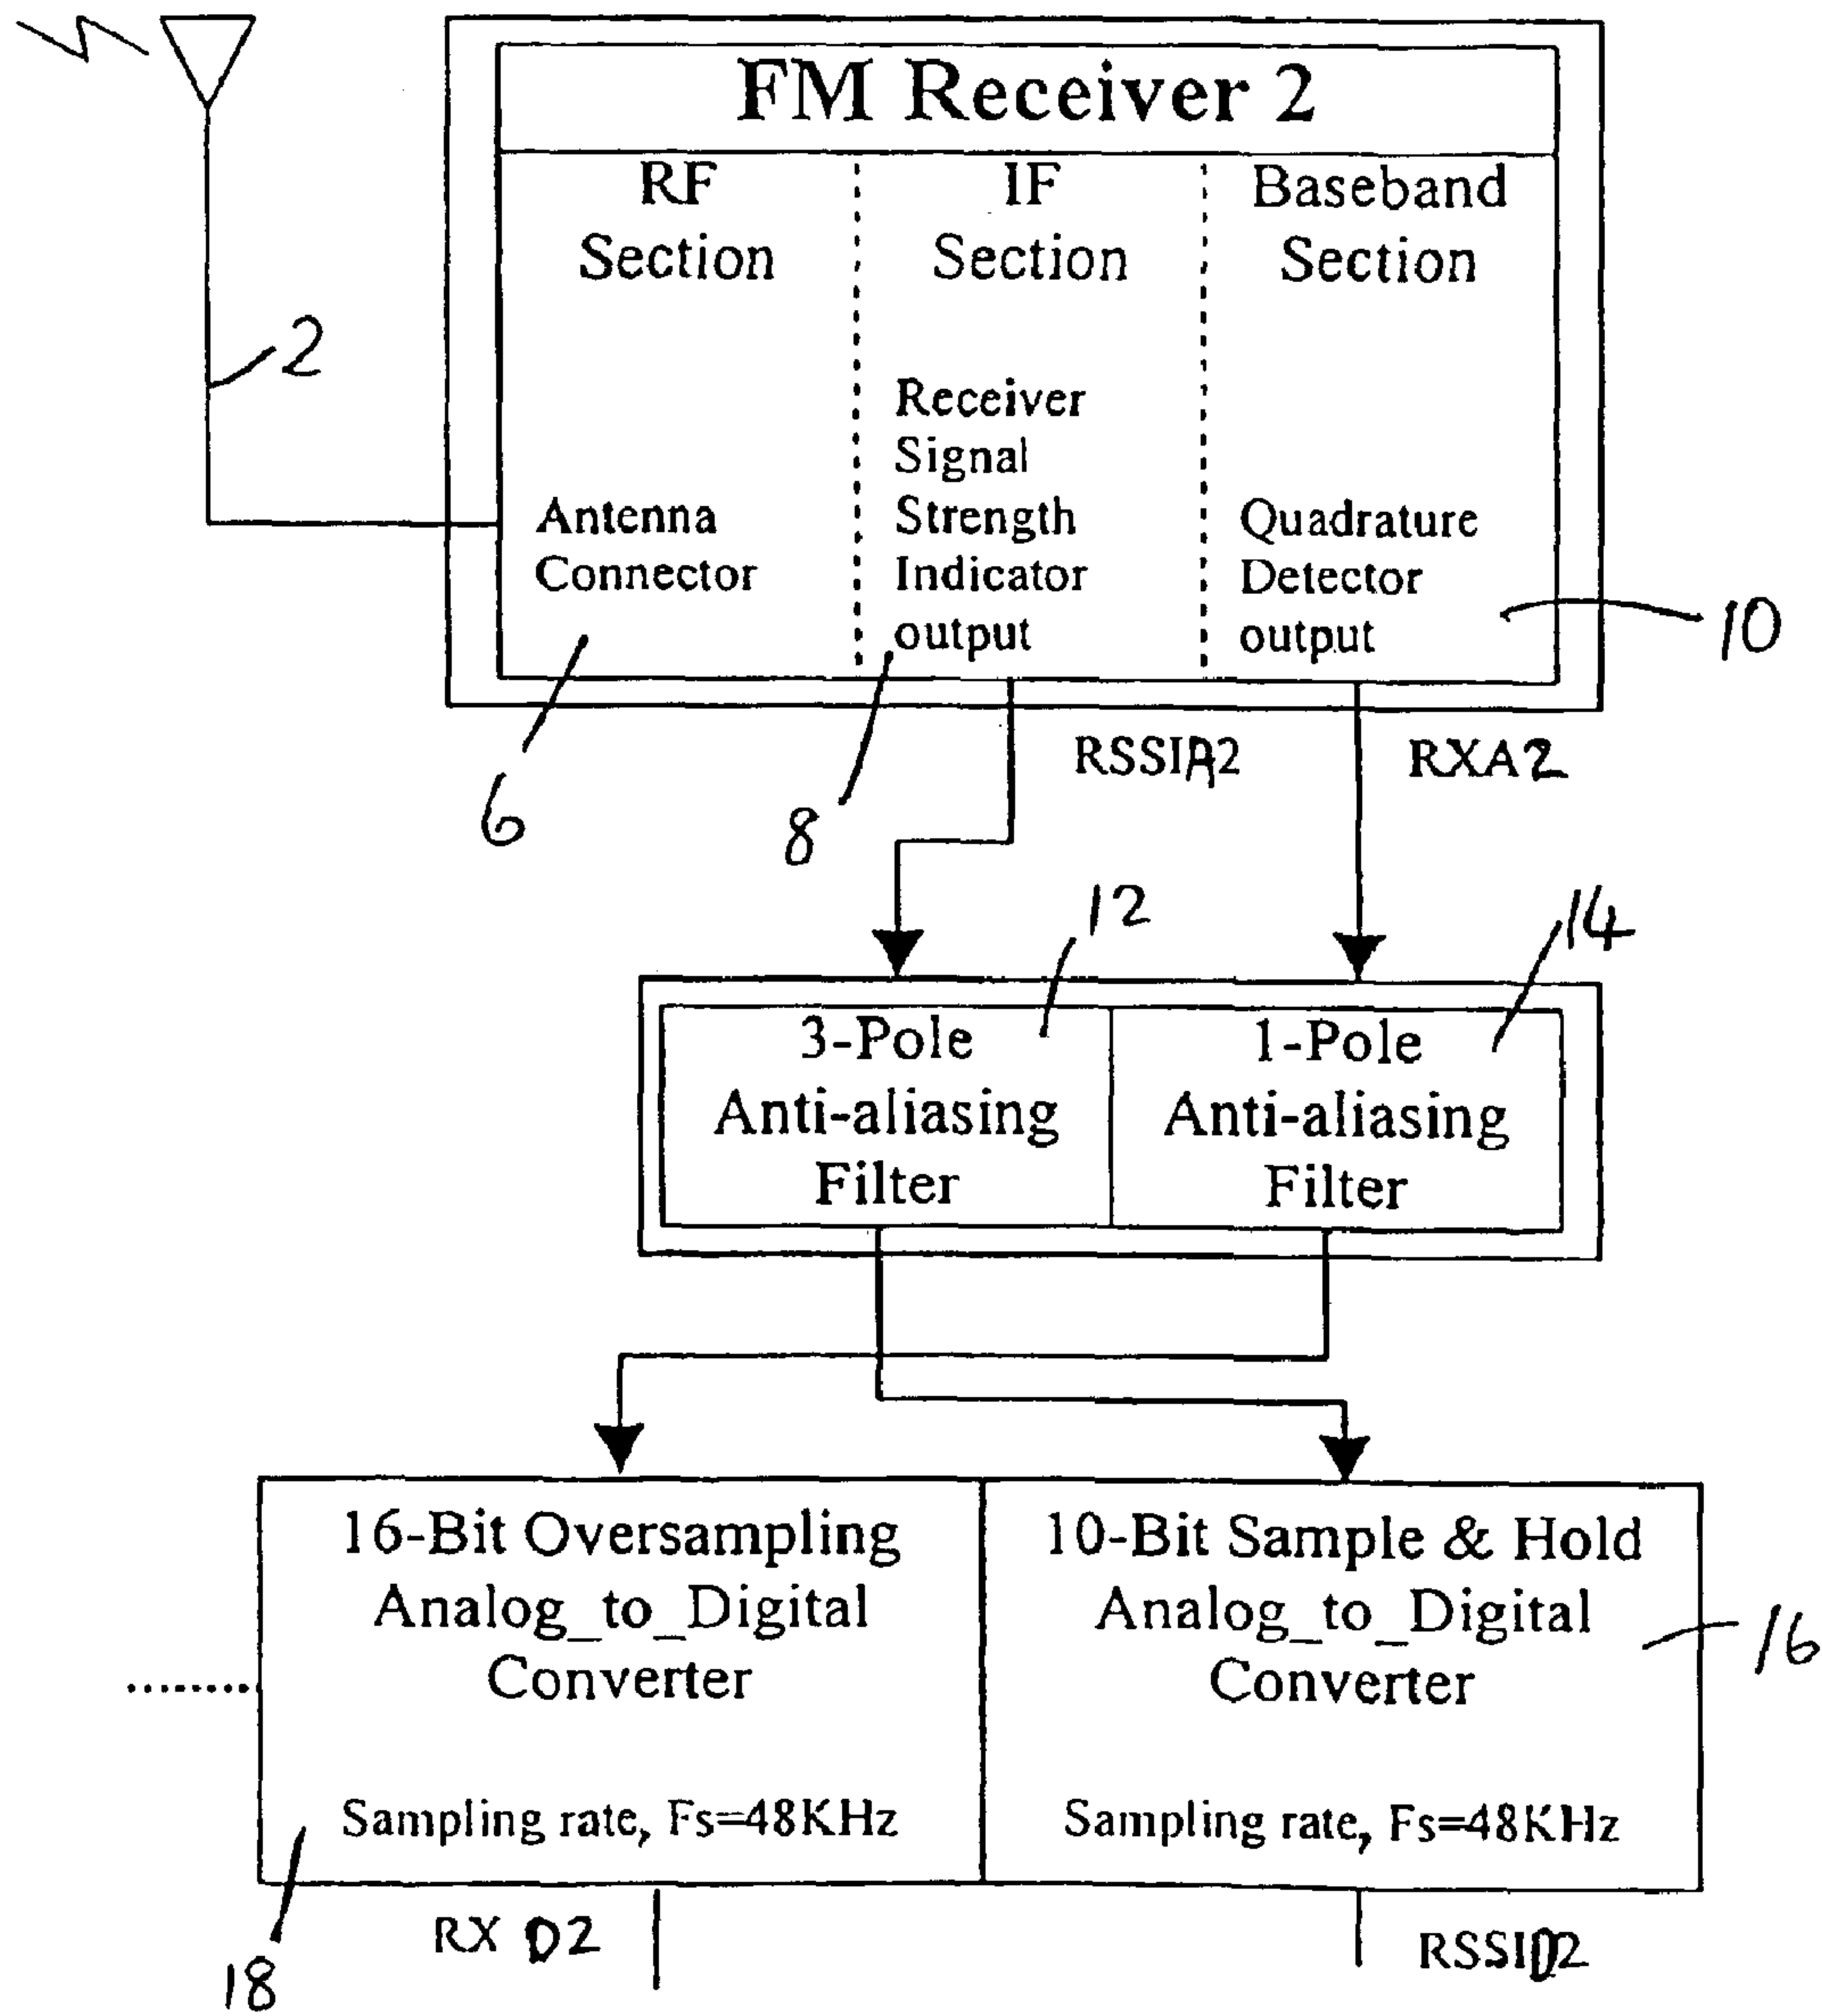 FM Receiver 2
RF
Section
IF
Section
Baseband
Section
2
Antenna
Connector
Receiver
Signal
Strength
Indicator
output
Quadrature
Detector
output
10
6
8
RSSIA2
RXA2
12
14
3-Pole
Anti-aliasing
Filter
1-Pole
Anti-aliasing
Filter
16-Bit Oversampling
Analog_to_Digital
Converter
Sampling rate, Fs=48KHz
10-Bit Sample & Hold
Analog_to_Digital
Converter
Sampling rate, Fs=48KHz
16
18
RX D2
RSSID2